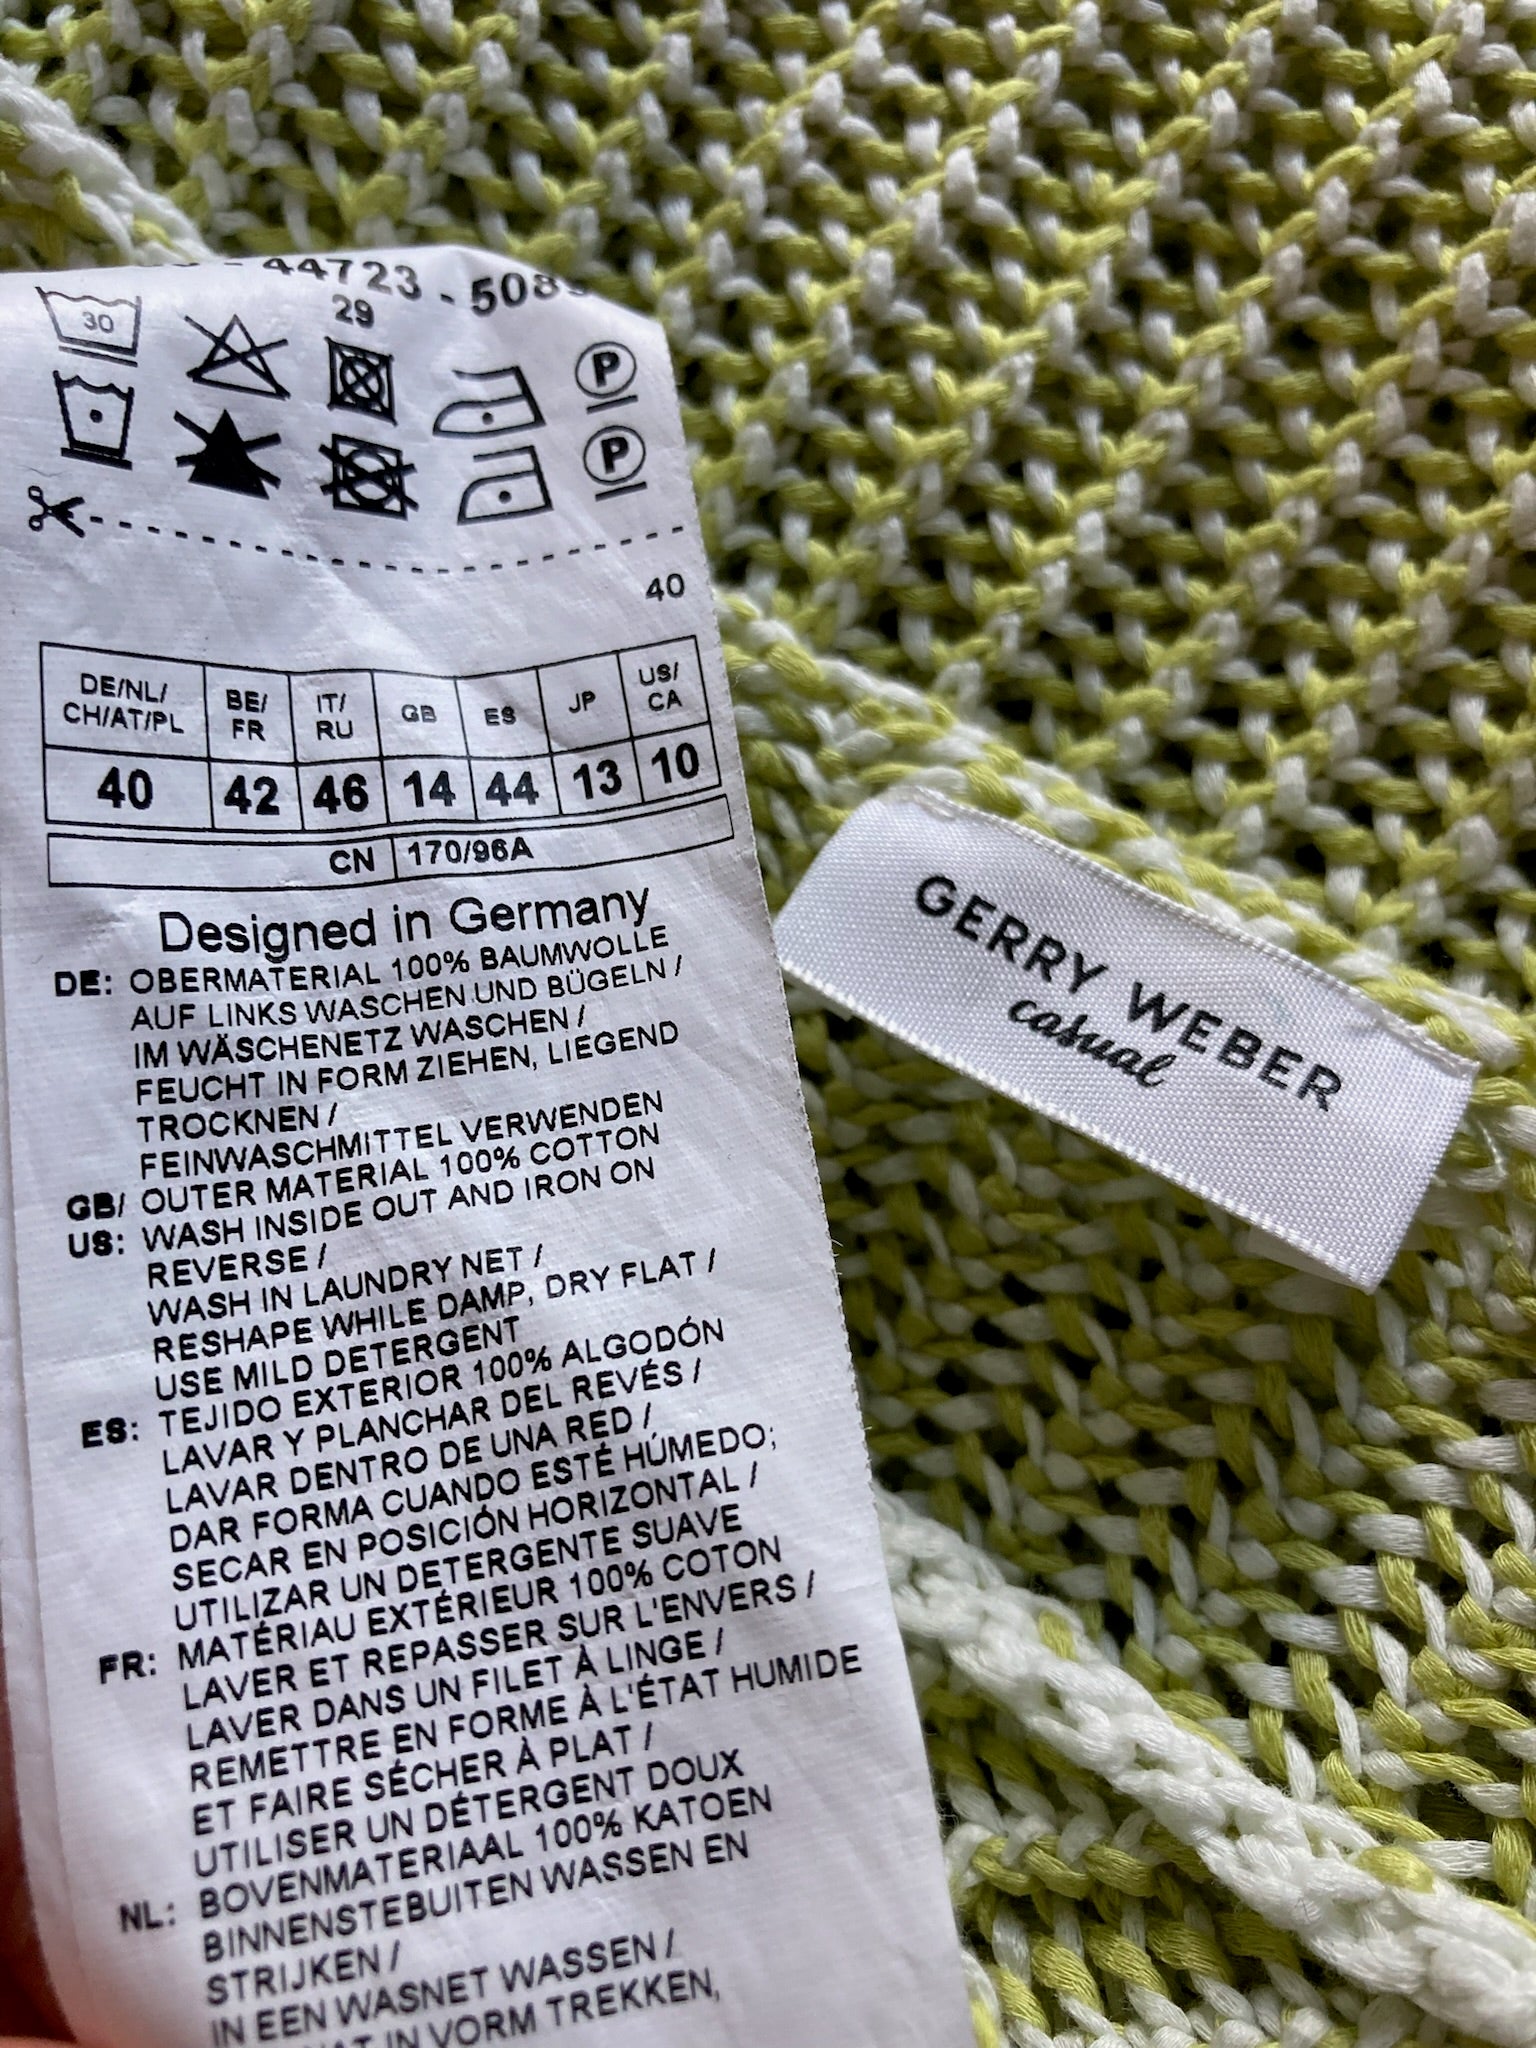 - 44723 - 508
29
30
P
P
40
DE/NL/
CH/AT/PL
BE/
FR
IT/
RU
GB
ES
JP
US/
CA
40
42
46
14
44
13
10
CN
170/96A
Designed in Germany
DE: OBERMATERIAL 100% BAUMWOLLE
AUF LINKS WASCHEN UND BÜGELN /
IM WÄSCHENETZ WASCHEN /
FEUCHT IN FORM ZIEHEN, LIEGEND
TROCKNEN /
FEINWASCHMITTEL VERWENDEN
GB/ OUTER MATERIAL 100% COTTON
US: WASH INSIDE OUT AND IRON ON
REVERSE /
WASH IN LAUNDRY NET /
RESHAPE WHILE DAMP, DRY FLAT /
USE MILD DETERGENT
ES: TEJIDO EXTERIOR 100% ALGODÓN
LAVAR Y PLANCHAR DEL REVÉS /
LAVAR DENTRO DE UNA RED /
DAR FORMA CUANDO ESTÉ HÚMEDO;
SECAR EN POSICIÓN HORIZONTAL /
UTILIZAR UN DETERGENTE SUAVE
FR: MATÉRIAU EXTÉRIEUR 100% COTON
LAVER ET REPASSER SUR L'ENVERS /
LAVER DANS UN FILET À LINGE /
REMETTRE EN FORME À L'ÉTAT HUMIDE
ET FAIRE SÉCHER À PLAT /
UTILISER UN DÉTERGENT DOUX
NL: BOVENMATERIAAL 100% KATOEN
BINNENSTEBUITEN WASSEN EN
STRIJKEN /
IN EEN WASNET WASSEN /
IN VORM TREKKEN,
GERRY WEBER
casual